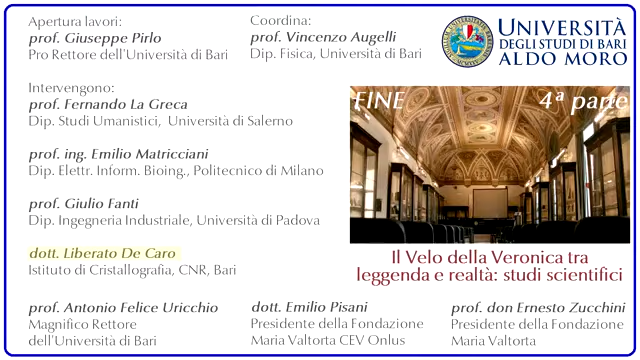 Apertura lavori:
prof. Giuseppe Pirlo
Pro Rettore dell'Università di Bari
Coordina:
prof. Vincenzo Augelli
Dip. Fisica, Università di Bari
UNIVERSITÀ
DEGLI STUDI DI BARI
ALDO MORO
Intervengono:
prof. Fernando La Greca
Dip. Studi Umanistici, Università di Salerno
prof. ing. Emilio Matricciani
Dip. Elettr. Inform. Bioing., Politecnico di Milano
prof. Giulio Fanti
Dip. Ingegneria Industriale, Università di Padova
dott. Liberato De Caro
Istituto di Cristallografia, CNR, Bari
FINE
4ª parte
Il Velo della Veronica tra
leggenda e realtà: studi scientifici
prof. Antonio Felice Uricchio
Magnifico Rettore
dell'Università di Bari
dott. Emilio Pisani
Presidente della Fondazione
Maria Valtorta CEV Onlus
prof. don Ernesto Zucchini
Presidente della Fondazione
Maria Valtorta